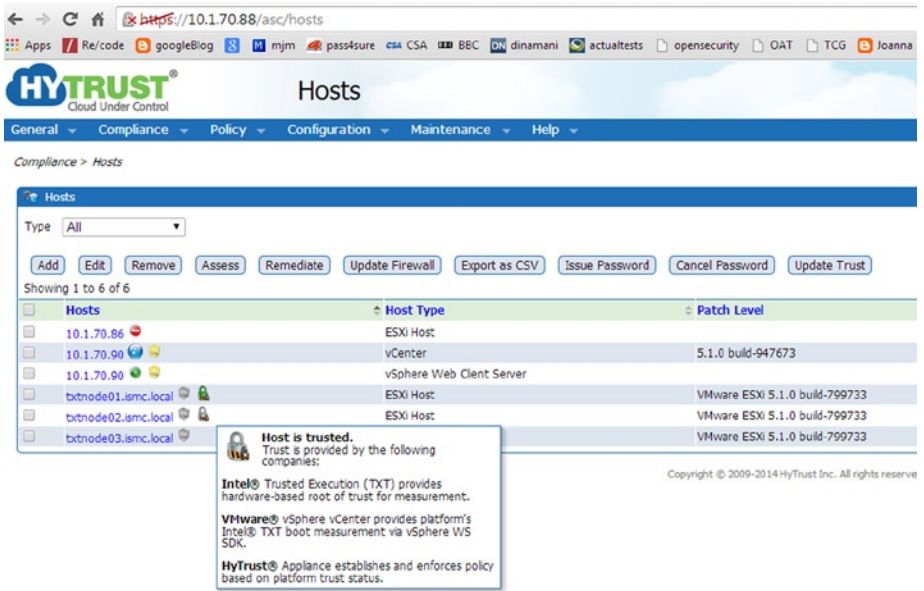 https://10.1.70.88/asc/hosts
Apps Re/code googleBlog mjm pass4sure CSA CSA BBC DN dinamani actualtests opensecurity OAT TCG Joanna
HYTRUST®
Cloud Under Control
Hosts
General Compliance Policy Configuration Maintenance Help
Compliance > Hosts
Hosts
Type All
Add Edit Remove Assess Remediate Update Firewall Export as CSV Issue Password Cancel Password Update Trust
Showing 1 to 6 of 6
Hosts Host Type Patch Level
10.1.70.86 ESXi Host
10.1.70.90 vCenter 5.1.0 build-947673
10.1.70.90 vSphere Web Client Server
txtnode01.ismc.local ESXi Host VMware ESXi 5.1.0 build-799733
txtnode02.ismc.local ESXi Host VMware ESXi 5.1.0 build-799733
txtnode03.ismc.local VMware ESXi 5.1.0 build-799733
Host is trusted.
Trust is provided by the following
companies:
Intel® Trusted Execution (TXT) provides
hardware-based root of trust for measurement.
VMware® vSphere vCenter provides platform's
Intel® TXT boot measurement via vSphere WS
SDK.
HyTrust® Appliance establishes and enforces policy
based on platform trust status.
Copyright © 2009-2014 HyTrust Inc. All rights reserve